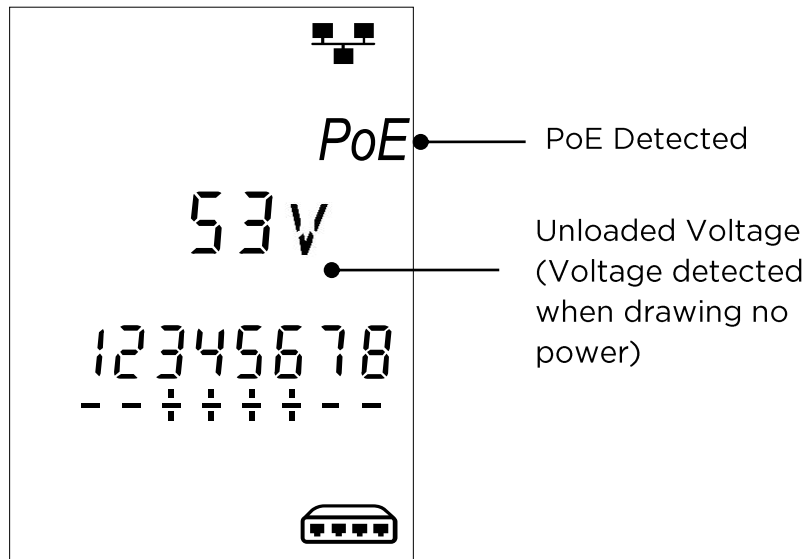 PoE
PoE Detected
53V
Unloaded Voltage
(Voltage detected
when drawing no
power)
12345678
- - ÷ ÷ ÷ ÷ - -